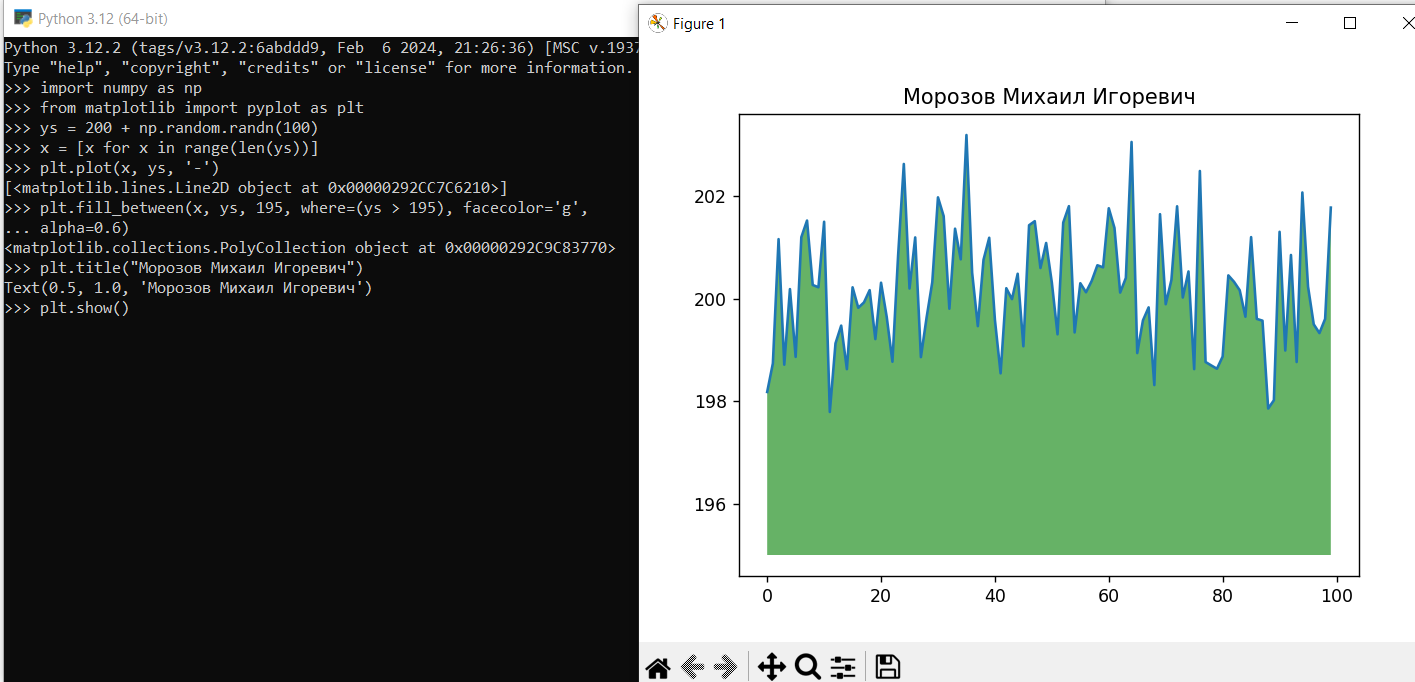 Python 3.12 (64-bit)
Python 3.12.2 (tags/v3.12.2:6abddd9, Feb  6 2024, 21:26:36) [MSC v.1937
Type "help", "copyright", "credits" or "license" for more information.
>>> import numpy as np
>>> from matplotlib import pyplot as plt
>>> ys = 200 + np.random.randn(100)
>>> x = [x for x in range(len(ys))]
>>> plt.plot(x, ys, '-')
[<matplotlib.lines.Line2D object at 0x00000292CC7C6210>]
>>> plt.fill_between(x, ys, 195, where=(ys > 195), facecolor='g',
... alpha=0.6)
<matplotlib.collections.PolyCollection object at 0x00000292C9C83770>
>>> plt.title("Морозов Михаил Игоревич")
Text(0.5, 1.0, 'Морозов Михаил Игоревич')
>>> plt.show()
Figure 1
Морозов Михаил Игоревич
202
200
198
196
0 20 40 60 80 100